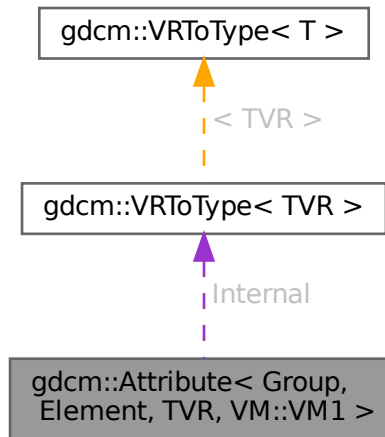 gdcm::VRToType< T >
< TVR >
gdcm::VRToType< TVR >
Internal
gdcm::Attribute< Group,
Element, TVR, VM::VM1 >